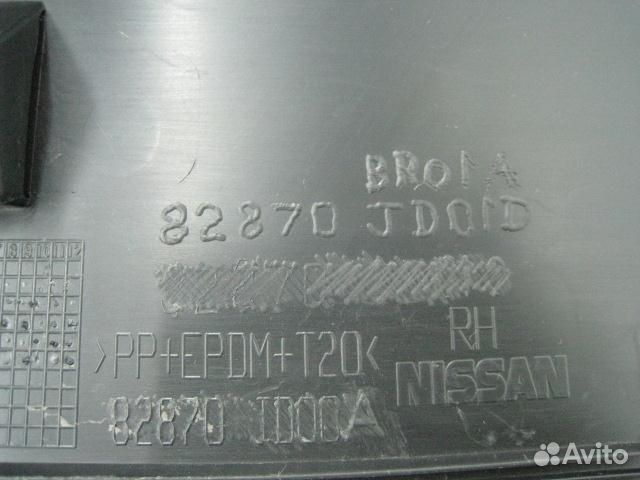 BR01A
82870 JD01D
RH
>PP+EPDM+T20<
NISSAN
82870 JD00A
Avito